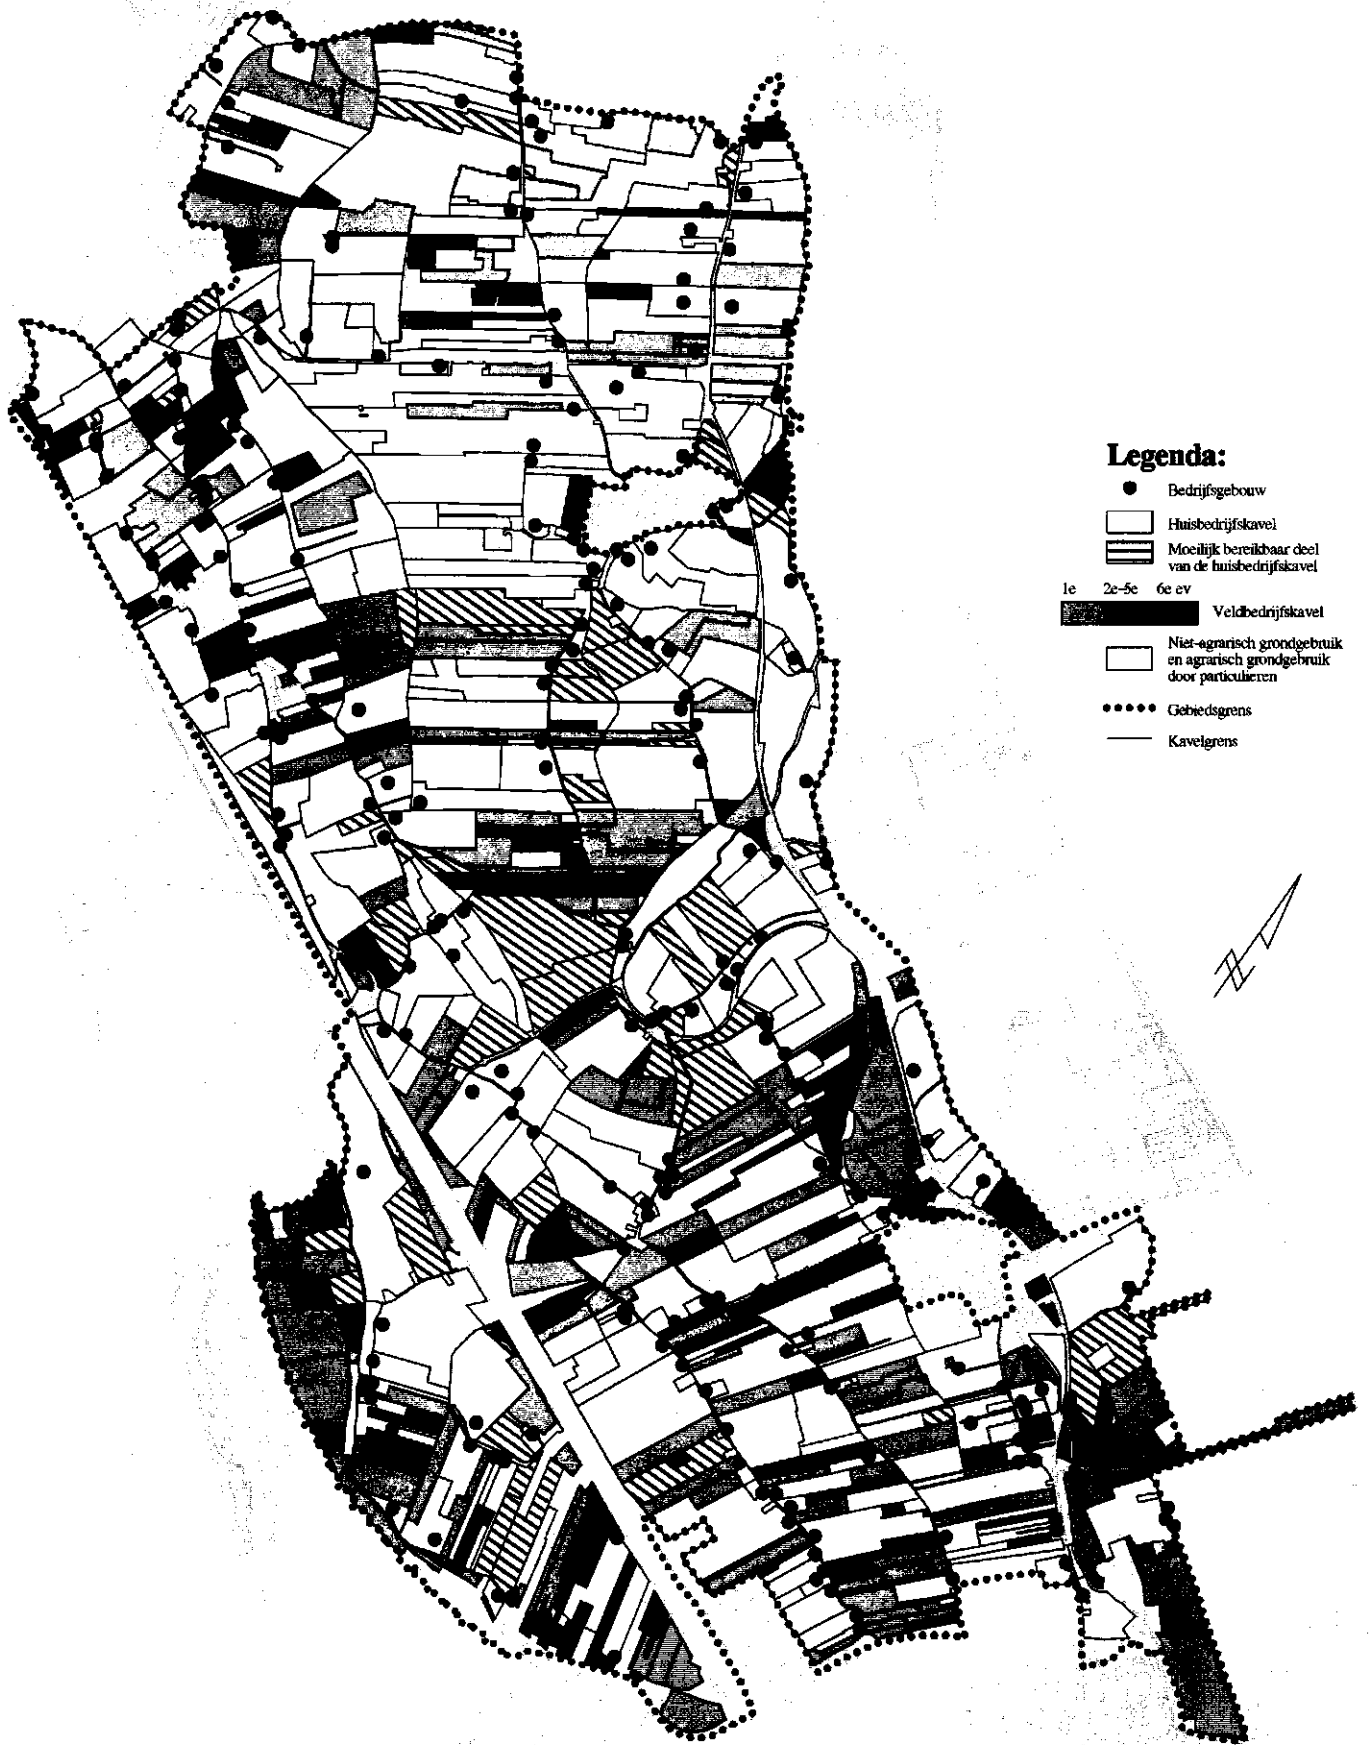 Legenda:
Bedrijfsgebouw
Huisbedrijfskavel
Moeilijk bereikbaar deel
van de huisbedrijfskavel
1e 2e-5e 6e ev
Veldbedrijfskavel
Niet-agrarisch grondgebruik
en agrarisch grondgebruik
door particulieren
Gebiedsgrens
Kavelgrens